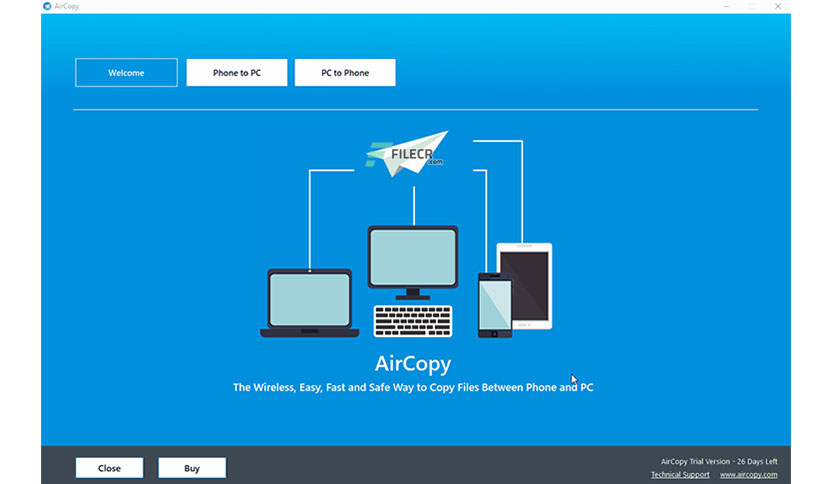 AirCopy
Welcome
Phone to PC
PC to Phone
FILECR
.com
AirCopy
The Wireless, Easy, Fast and Safe Way to Copy Files Between Phone and PC
Close
Buy
AirCopy Trial Version - 26 Days Left
Technical Support
www.aircopy.com